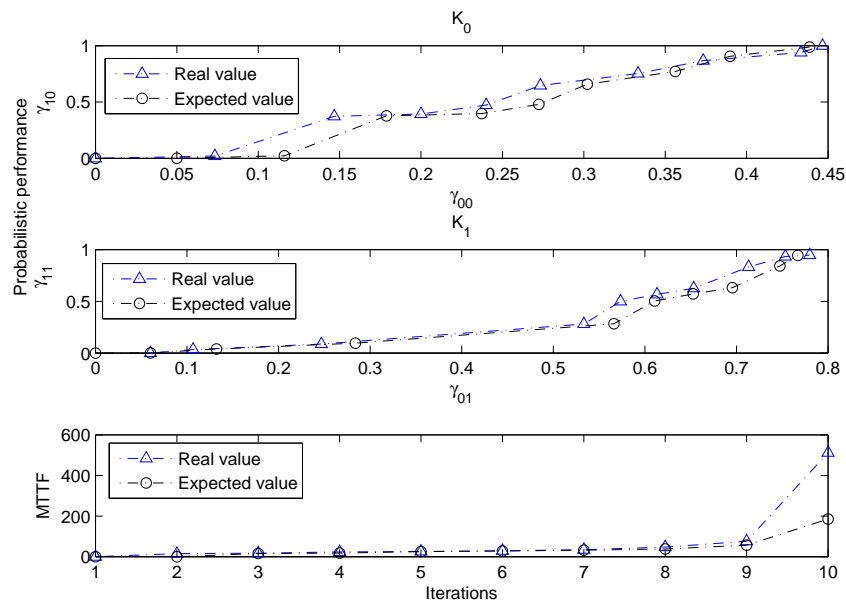 K0
1
0.5
0
Real value
Expected value
0 0.05 0.1 0.15 0.2 0.25 0.3 0.35 0.4 0.45
γ10
γ00
Probabilistic performance
K1
1
0.5
0
Real value
Expected value
0 0.1 0.2 0.3 0.4 0.5 0.6 0.7 0.8
γ11
γ01
600
400
200
0
Real value
Expected value
MTTF
1 2 3 4 5 6 7 8 9 10
Iterations